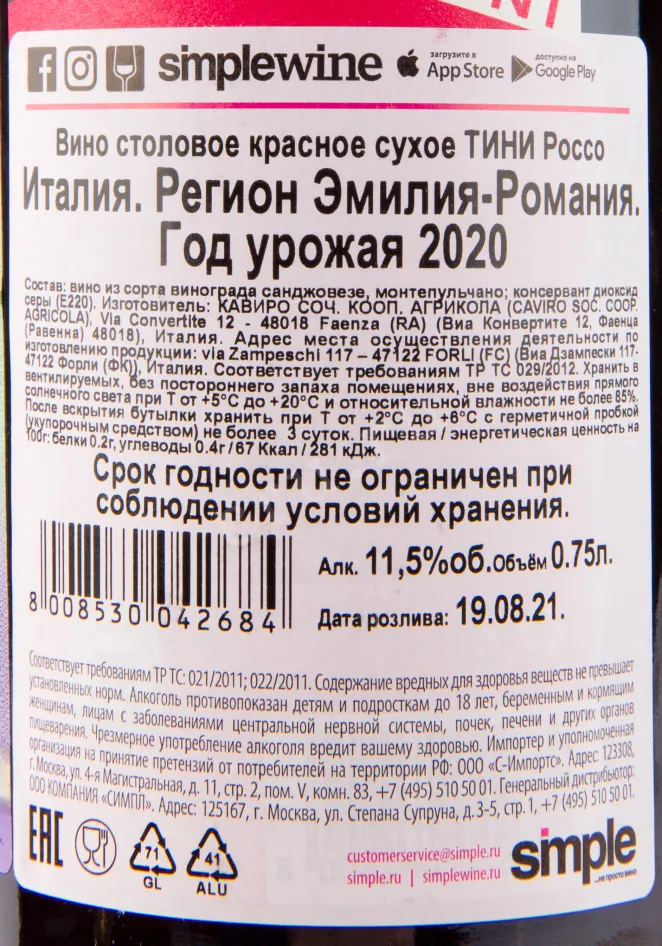 simplewine загрузите в App Store доступно на Google Play
Вино столовое красное сухое ТИНИ Россо
Италия. Регион Эмилия-Романия.
Год урожая 2020
Состав: вино из сорта винограда санджовезе, монтепульчано; консервант диоксид
серы (E220). Изготовитель: КАВИРО СОЧ. КООП. АГРИКОЛА (CAVIRO SOC. COOP.
AGRICOLA), Via Convertite 12 - 48018 Faenza (RA) (Виа Конвертите 12, Фаенца
(Равенна) 48018), Италия. Адрес места осуществления деятельности по
изготовлению продукции: via Zampeschi 117 – 47122 FORLI (FC) (Виа Дзампески 117-
47122 Форли (ФК)), Италия. Соответствует требованиям ТР ТС 029/2012. Хранить в
вентилируемых, без постороннего запаха помещениях, вне воздействия прямого
солнечного света при Т от +5°С до +20°С и относительной влажности не более 85%.
После вскрытия бутылки хранить при Т от +2°С до +6°С с герметичной пробкой
(укупорочным средством) не более 3 суток. Пищевая / энергетическая ценность на
100г: белки 0.2г, углеводы 0.4г / 67 Ккал / 281 кДж.
Срок годности не ограничен при
соблюдении условий хранения.
Алк. 11,5%об. Объём 0.75л.
8 008530 042684
Дата розлива: 19.08.21.
Соответствует требованиям ТР ТС: 021/2011; 022/2011. Содержание вредных для здоровья веществ не превышает
установленных норм. Алкоголь противопоказан детям и подросткам до 18 лет, беременным и кормящим
женщинам, лицам с заболеваниями центральной нервной системы, почек, печени и других органов
пищеварения. Чрезмерное употребление алкоголя вредит вашему здоровью. Импортер и уполномоченная
организация на принятие претензий от потребителей на территории РФ: ООО «С-Импортс». Адрес: 123308,
г. Москва, ул. 4-я Магистральная, д. 11, стр. 2, пом. V, комн. 83, +7 (495) 510 50 01. Генеральный дистрибьютор:
ООО КОМПАНИЯ «СИМПЛ». Адрес: 125167, г. Москва, ул. Степана Супруна, д. 3-5, стр. 1, +7 (495) 510 50 01.
EAC 71 GL 41 ALU
customerservice@simple.ru
simple.ru | simplewine.ru
simple
...не просто вино